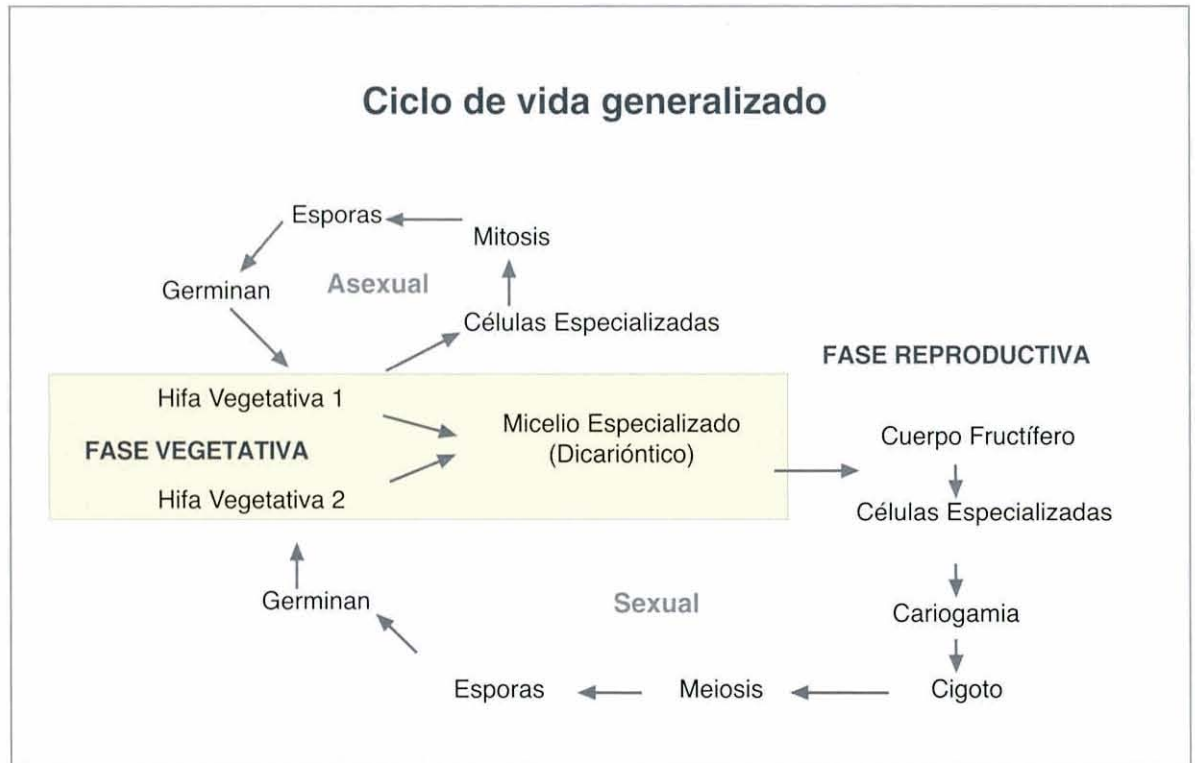 Ciclo de vida generalizado
Esporas
Mitosis
Germinan
Asexual
Células Especializadas
FASE REPRODUCTIVA
Hifa Vegetativa 1
Micelio Especializado
(Dicarióntico)
FASE VEGETATIVA
Hifa Vegetativa 2
Cuerpo Fructífero
Células Especializadas
Germinan
Sexual
Cariogamia
Esporas
Meiosis
Cigoto